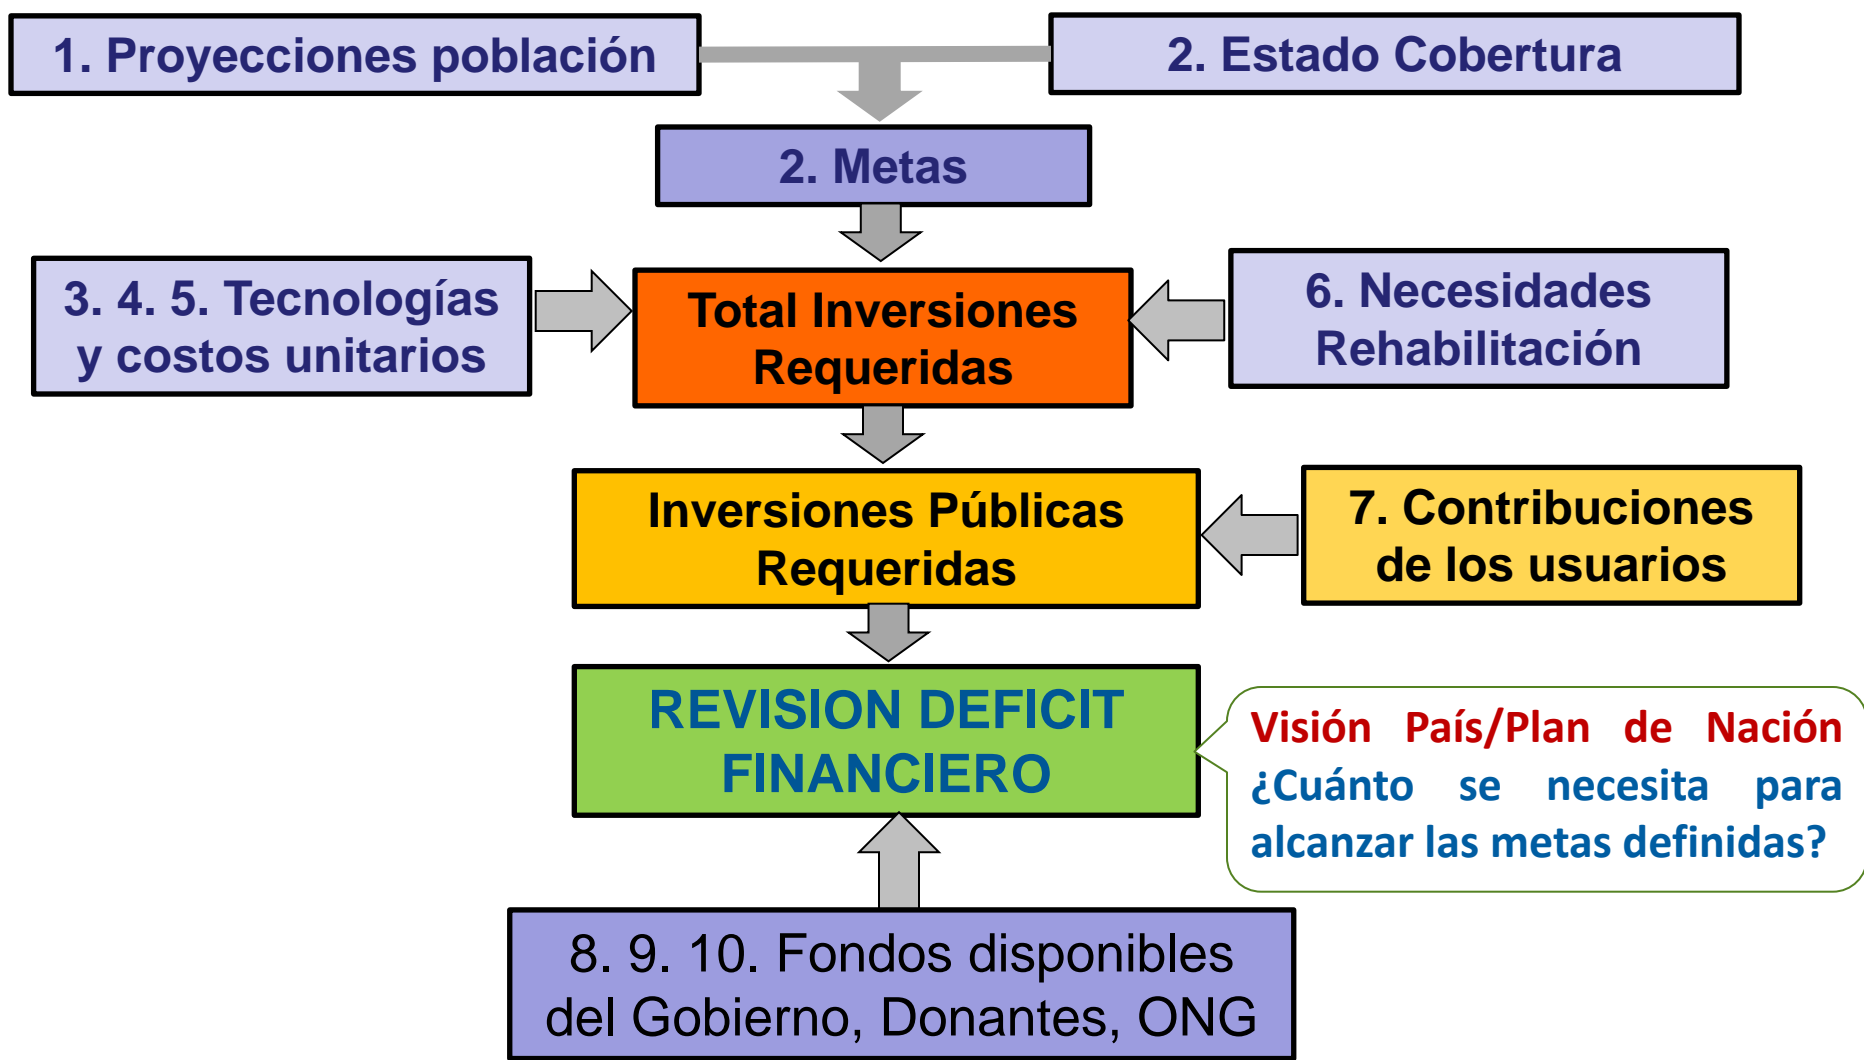 1. Proyecciones población
2. Estado Cobertura
2. Metas
3. 4. 5. Tecnologías
y costos unitarios
Total Inversiones
Requeridas
6. Necesidades
Rehabilitación
Inversiones Públicas
Requeridas
7. Contribuciones
de los usuarios
REVISION DEFICIT
FINANCIERO
Visión País/Plan de Nación
¿Cuánto se necesita para
alcanzar las metas definidas?
8. 9. 10. Fondos disponibles
del Gobierno, Donantes, ONG